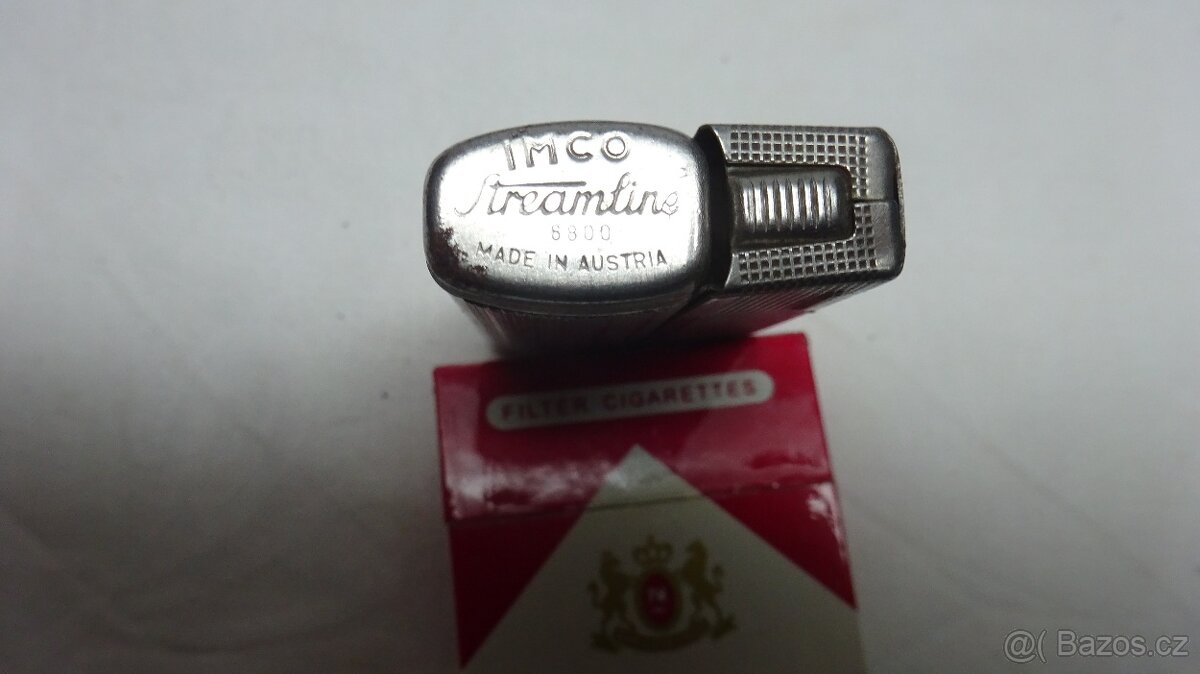 IMCO
Streamline
6800
MADE IN AUSTRIA
FILTER CIGARETTES
@( Bazos.cz